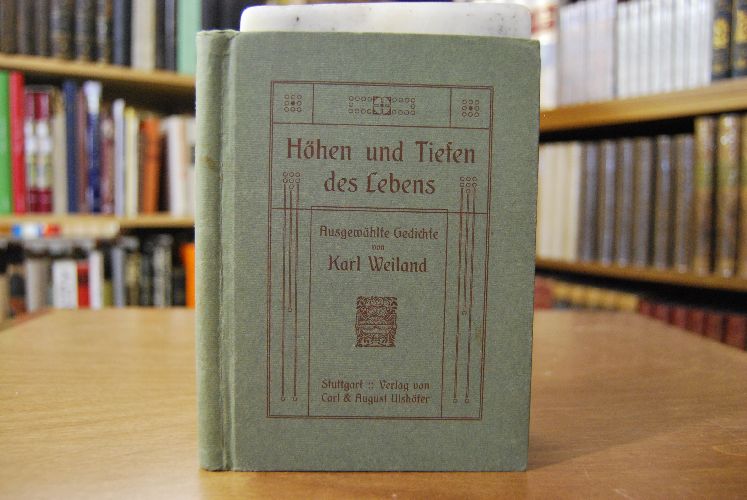 Höhen und Tiefen
des Lebens
Ausgewählte Gedichte
von
Karl Weiland
Stuttgart :: Verlag von
Carl & August Ulshöfer